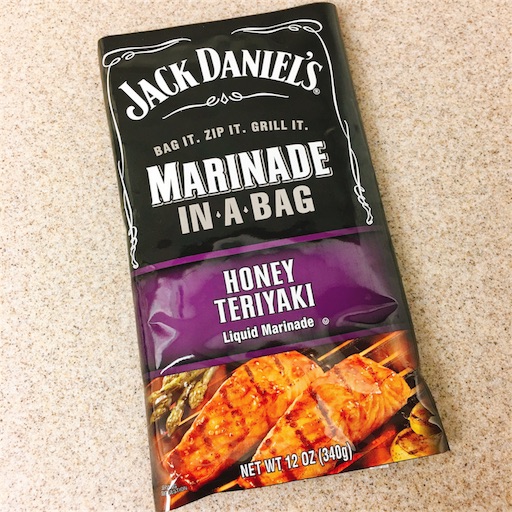 JACK DANIEL'S®
BAG IT. ZIP IT. GRILL IT.
MARINADE
IN•A•BAG
HONEY
TERIYAKI
Liquid Marinade Ⓤ
NET WT 12 OZ (340g)